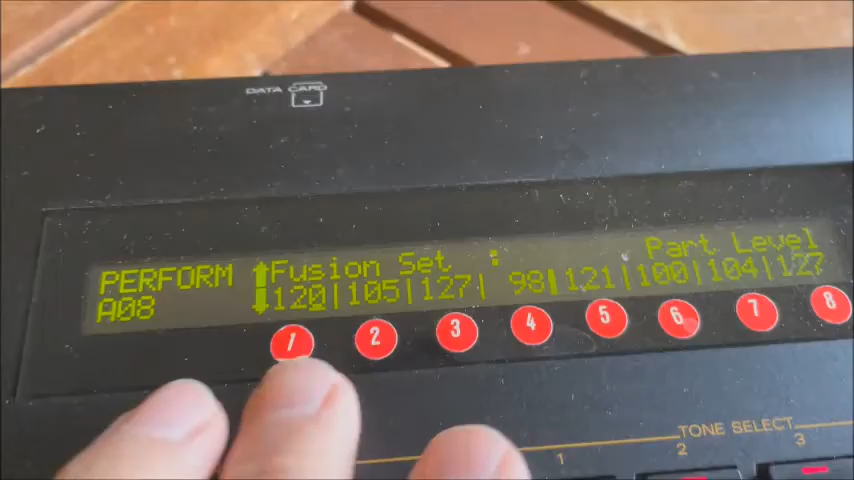 DATA CARD
PERFORM ↕Fusion Set : Part Level
A08 120|105|127| 98|121|100|104|127
1 2 3 4 5 6 7 8
TONE SELECT
1 2 3